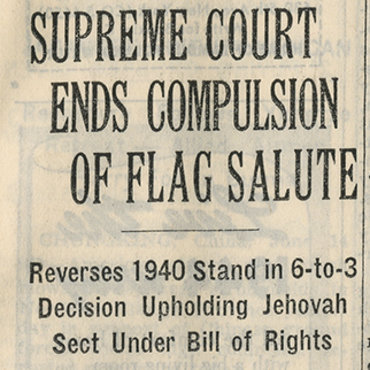 SUPREME COURT
ENDS COMPULSION
OF FLAG SALUTE
Reverses 1940 Stand in 6-to-3
Decision Upholding Jehovah
Sect Under Bill of Rights